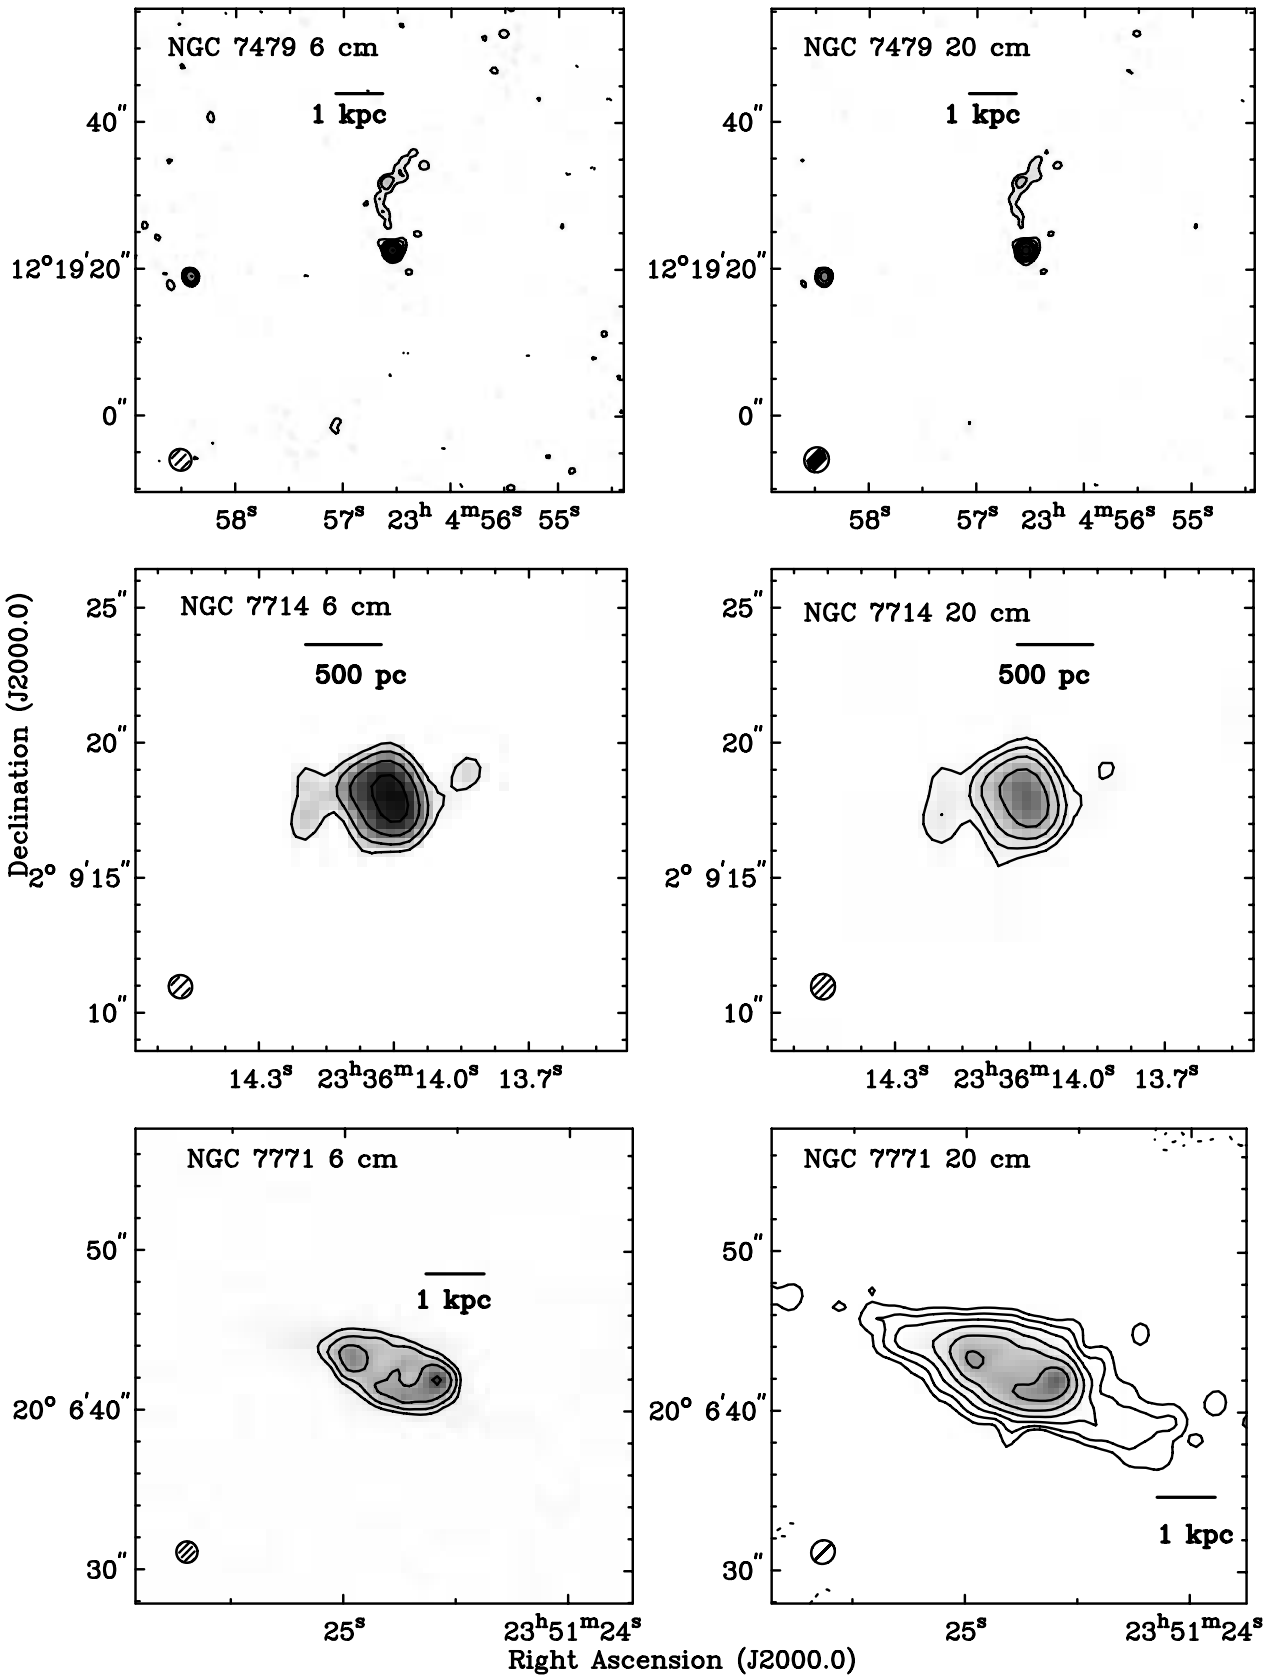 NGC 7479 6 cm
1 kpc
40″
12°19′20″
0″
58ˢ 57ˢ 23ʰ 4ᵐ56ˢ 55ˢ
NGC 7479 20 cm
1 kpc
40″
12°19′20″
0″
58ˢ 57ˢ 23ʰ 4ᵐ56ˢ 55ˢ
Declination (J2000.0)
NGC 7714 6 cm
500 pc
25″
20″
2° 9′15″
10″
14.3ˢ 23ʰ36ᵐ14.0ˢ 13.7ˢ
NGC 7714 20 cm
500 pc
25″
20″
2° 9′15″
10″
14.3ˢ 23ʰ36ᵐ14.0ˢ 13.7ˢ
NGC 7771 6 cm
50″
1 kpc
20° 6′40″
30″
25ˢ 23ʰ51ᵐ24ˢ
NGC 7771 20 cm
50″
20° 6′40″
1 kpc
30″
25ˢ 23ʰ51ᵐ24ˢ
Right Ascension (J2000.0)